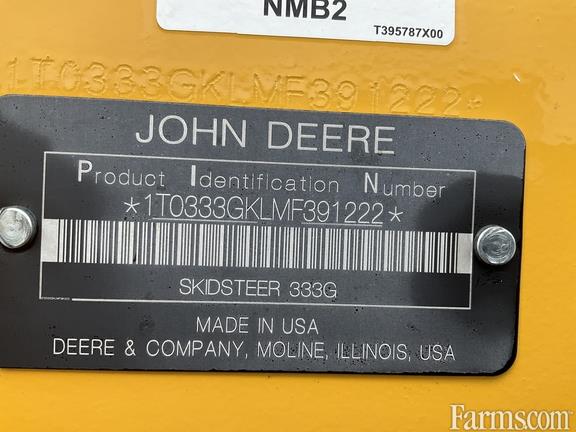 NMB2
T395787X00
1T0333GKLMF391222*
JOHN DEERE
Product Identification Number
*1T0333GKLMF391222*
SKIDSTEER 333G
MADE IN USA
DEERE & COMPANY, MOLINE, ILLINOIS, USA
Farms.com